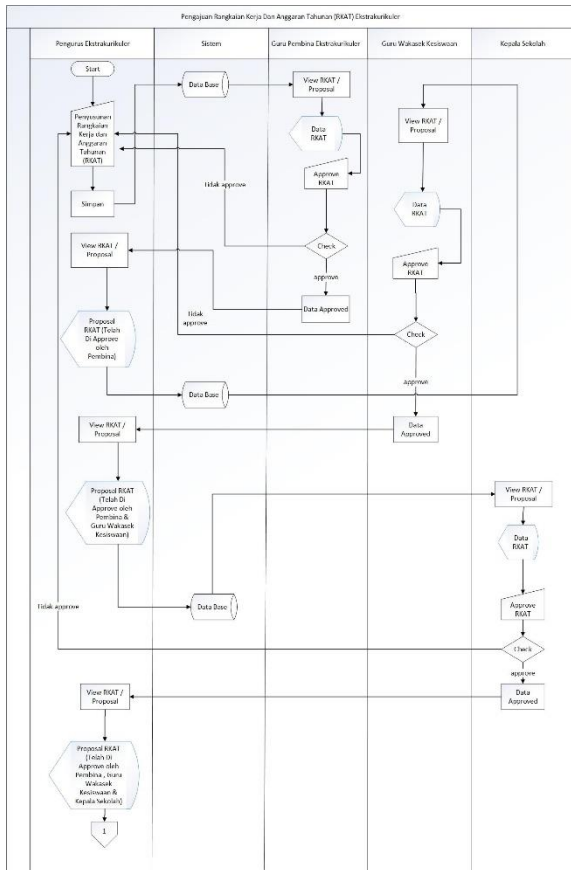 Pengajuan Rangkaian Kerja Dan Anggaran Tahunan (RKAT) Ekstrakurikuler
Pengurus Ekstrakurikuler
Sistem
Guru Pembina Ekstrakurikuler
Guru Wakasek Kesiswaan
Kepala Sekolah
Start
Data Base
View RKAT /
Proposal
View RKAT /
Proposal
Penyusunan
Rangkaian
Kerja dan
Anggaran
Tahunan
(RKAT)
Data
RKAT
Approve
RKAT
Tidak approve
Simpan
Data
RKAT
View RKAT /
Proposal
Check
approve
Approve
RKAT
Data Approved
Tidak
approve
Proposal
RKAT (Telah
Di Approve
oleh
Pembina)
Check
Approve
Data Base
View RKAT /
Proposal
Data
Approved
Proposal RKAT
(Telah Di
Approve oleh
Pembina &
Guru Wakasek
Kesiswaan)
View RKAT /
Proposal
Data
RKAT
Tidak approve
Data Base
Approve
RKAT
Check
approve
View RKAT /
Proposal
Data
Approved
Proposal RKAT
(Telah Di
Approve oleh
Pembina , Guru
Wakasek
Kesiswaan &
Kepala Sekolah)
1